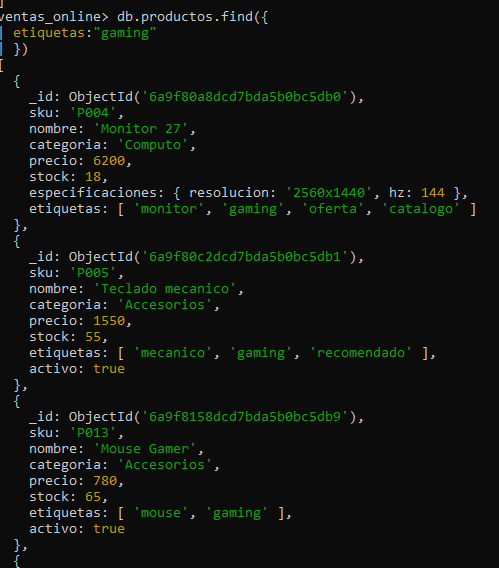 ]
ventas_online> db.productos.find({
| etiquetas:"gaming"
| })
[
  {
    _id: ObjectId('6a9f80a8dcd7bda5b0bc5db0'),
    sku: 'P004',
    nombre: 'Monitor 27',
    categoria: 'Computo',
    precio: 6200,
    stock: 18,
    especificaciones: { resolucion: '2560x1440', hz: 144 },
    etiquetas: [ 'monitor', 'gaming', 'oferta', 'catalogo' ]
  },
  {
    _id: ObjectId('6a9f80c2dcd7bda5b0bc5db1'),
    sku: 'P005',
    nombre: 'Teclado mecanico',
    categoria: 'Accesorios',
    precio: 1550,
    stock: 55,
    etiquetas: [ 'mecanico', 'gaming', 'recomendado' ],
    activo: true
  },
  {
    _id: ObjectId('6a9f8158dcd7bda5b0bc5db9'),
    sku: 'P013',
    nombre: 'Mouse Gamer',
    categoria: 'Accesorios',
    precio: 780,
    stock: 65,
    etiquetas: [ 'mouse', 'gaming' ],
    activo: true
  },
  {